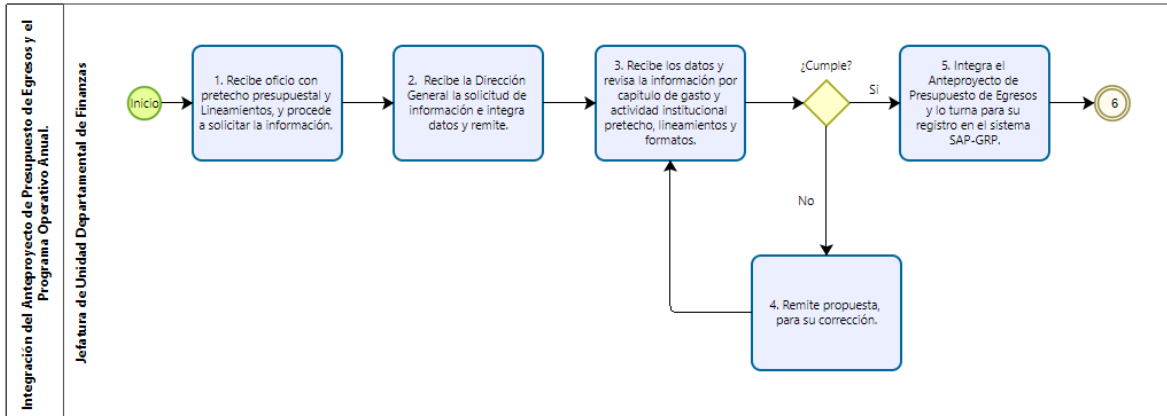 Integración del Anteproyecto de Presupuesto de Egresos y el
Programa Operativo Anual.
Jefatura de Unidad Departamental de Finanzas
Inicio
1. Recibe oficio con
pretecho presupuestal y
Lineamientos, y procede
a solicitar la información.
2. Recibe la Dirección
General la solicitud de
información e integra
datos y remite.
3. Recibe los datos y
revisa la información por
capitulo de gasto y
actividad institucional
pretecho, lineamientos y
formatos.
¿Cumple?
Si
No
4. Remite propuesta,
para su corrección.
5. Integra el
Anteproyecto de
Presupuesto de Egresos
y lo turna para su
registro en el sistema
SAP-GRP.
6